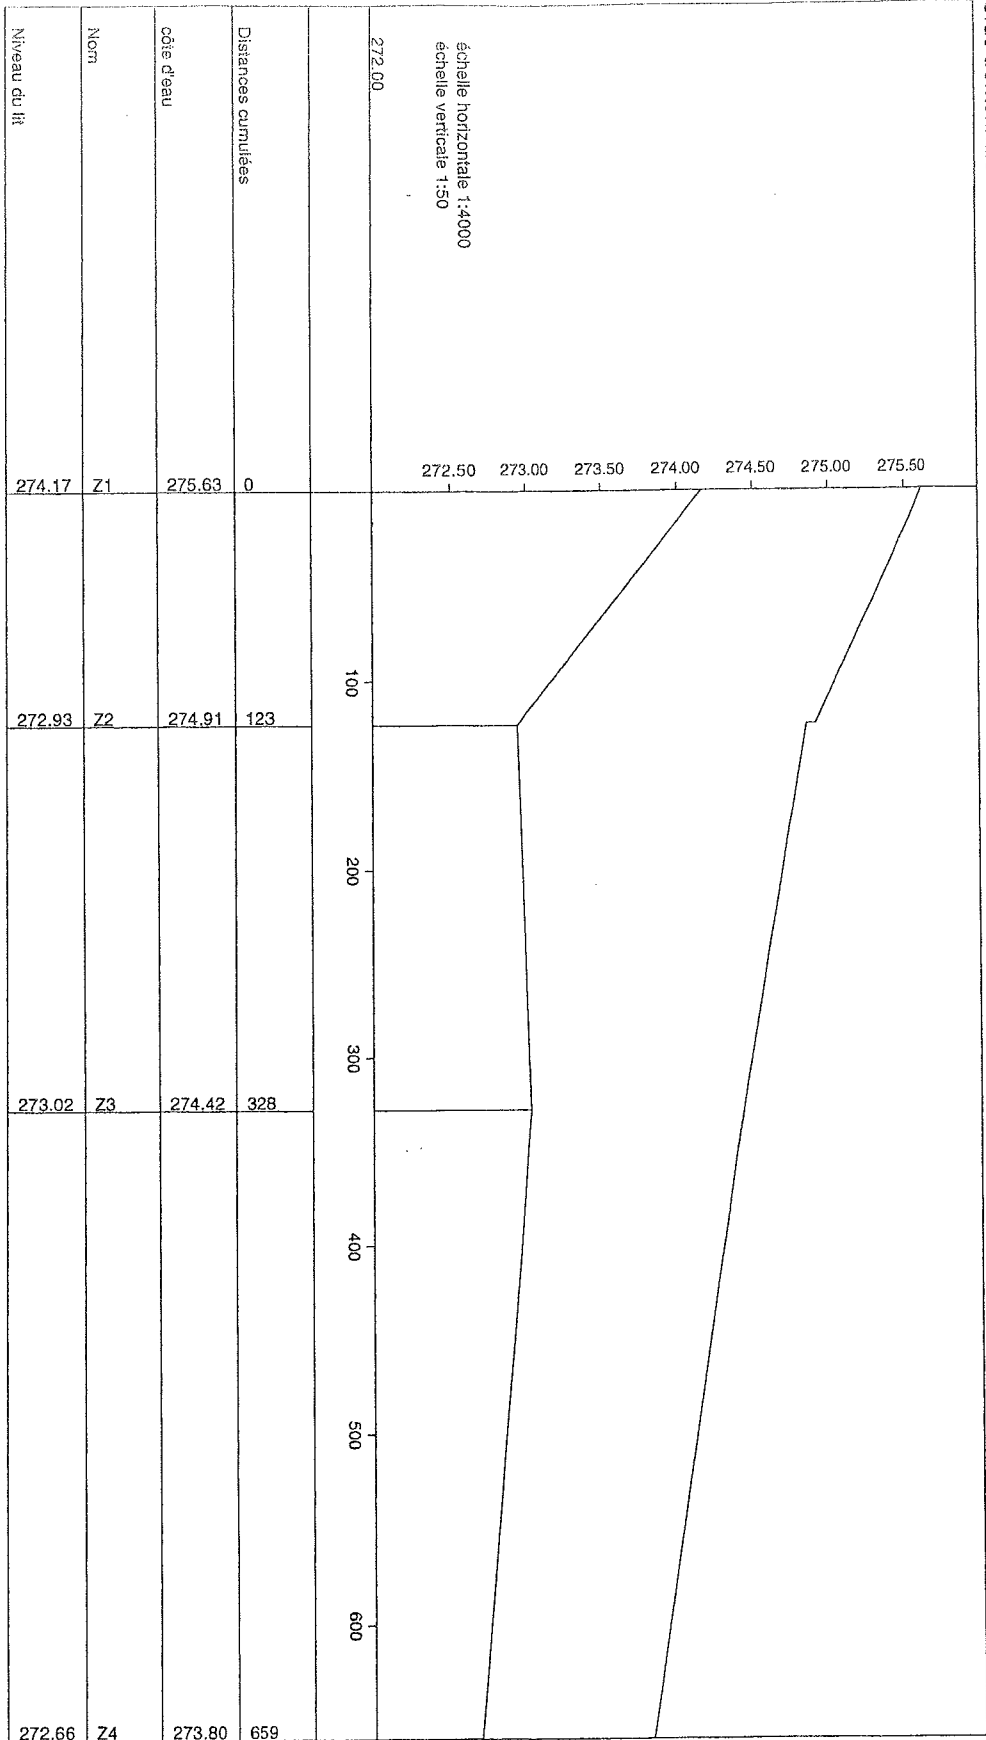 échelle horizontale 1:4000
échelle verticale 1:50
275.50
275.00
274.50
274.00
273.50
273.00
272.50
272.00
100
200
300
400
500
600
Distances cumulées 0 123 328 659
côte d'eau 275.63 274.91 274.42 273.80
Nom Z1 Z2 Z3 Z4
Niveau du lit 274.17 272.93 273.02 272.66